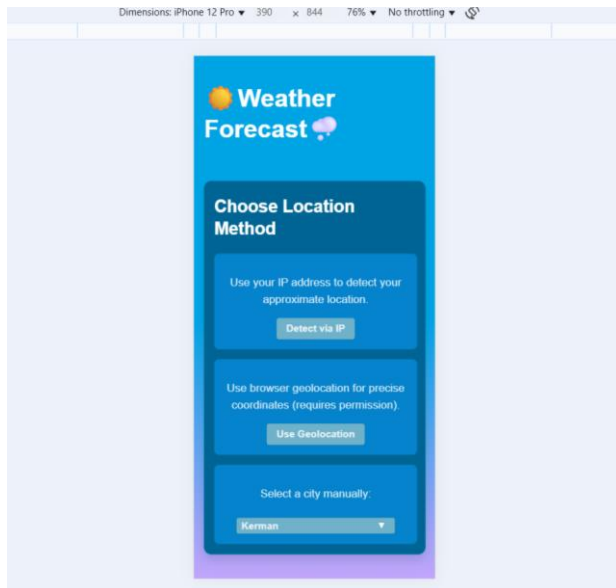 Dimensions: iPhone 12 Pro ▼ 390 × 844 76% ▼ No throttling ▼
Weather
Forecast
Choose Location
Method
Use your IP address to detect your
approximate location.
Detect via IP
Use browser geolocation for precise
coordinates (requires permission).
Use Geolocation
Select a city manually:
Kerman ▼